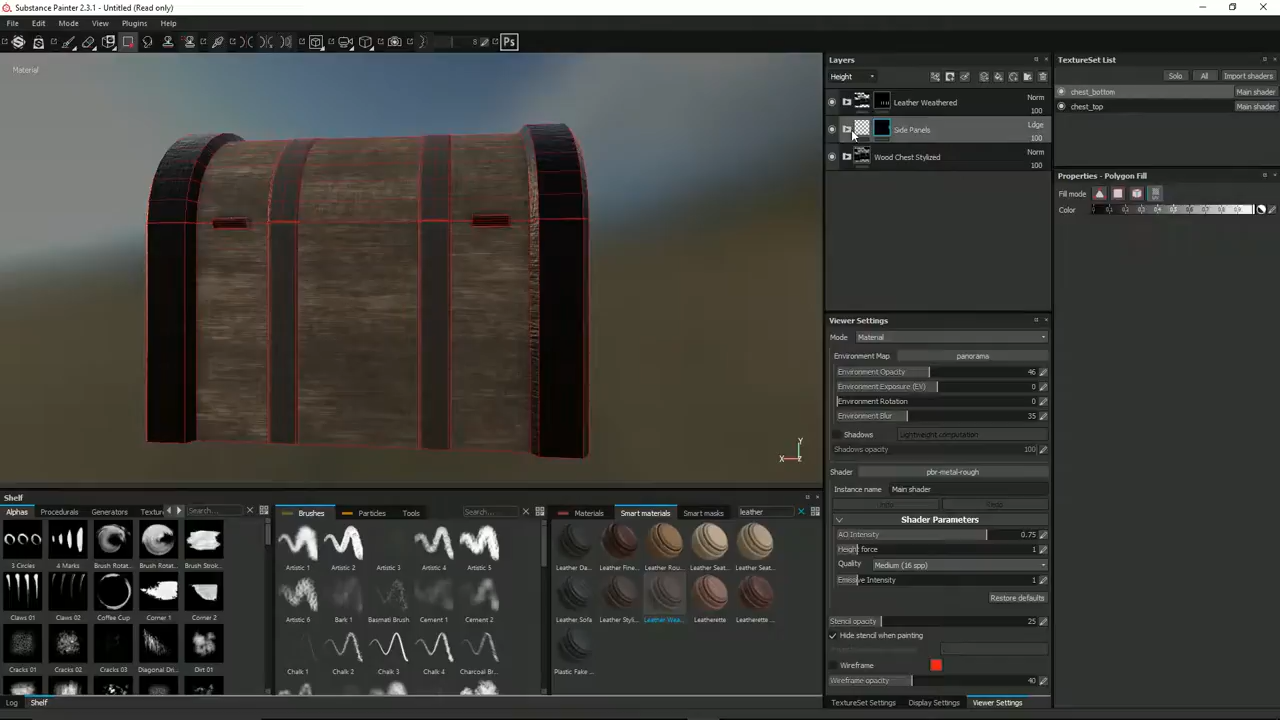 Substance Painter 2.3.1 - Untitled (Read only)
File Edit Mode View Plugins Help
8 Ps
Material
Layers
Height
Leather Weathered Norm 100
Side Panels Ldge 100
Wood Chest Stylized Norm 100
TextureSet List
Solo All Import shaders
chest_bottom Main shader
chest_top Main shader
Properties - Polygon Fill
Fill mode
Color
Y
X
Viewer Settings
Mode Material
Environment Map panorama
Environment Opacity 46
Environment Exposure (EV) 0
Environment Rotation 0
Environment Blur 35
Shadows Lightweight computation
Shadows opacity 100
Shader pbr-metal-rough
Instance name Main shader
Undo Redo
Shader Parameters
AO Intensity 0.75
Height force 1
Quality Medium (16 spp)
Emissive Intensity 1
Restore defaults
Stencil opacity 25
Hide stencil when painting
Wireframe
Wireframe opacity 40
TextureSet Settings Display Settings Viewer Settings
Shelf
Alphas Procedurals Generators Textur Search...
3 Circles 4 Marks Brush Rotat... Brush Rotat... Brush Strok...
Claws 01 Claws 02 Coffee Cup Corner 1 Corner 2
Cracks 01 Cracks 02 Cracks 03 Diagonal Dri... Dirt 01
Brushes Particles Tools Search...
Artistic 1 Artistic 2 Artistic 3 Artistic 4 Artistic 5
Artistic 6 Bark 1 Basmati Brush Cement 1 Cement 2
Chalk 1 Chalk 2 Chalk 3 Chalk 4 Charcoal Br...
Materials Smart materials Smart masks leather
Leather Da... Leather Fine... Leather Rou... Leather Seat... Leather Seat...
Leather Sofa Leather Styli... Leather Wea... Leatherette Leatherette ...
Plastic Fake ...
Log Shelf